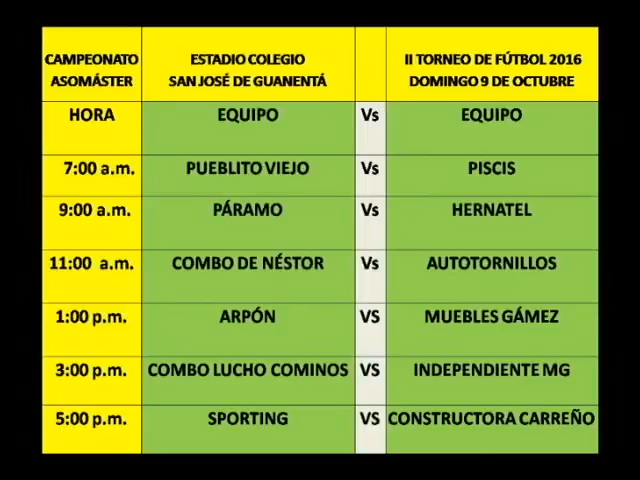 CAMPEONATO ASOMÁSTER
ESTADIO COLEGIO SAN JOSÉ DE GUANENTÁ
II TORNEO DE FÚTBOL 2016 DOMINGO 9 DE OCTUBRE
HORA EQUIPO Vs EQUIPO
7:00 a.m. PUEBLITO VIEJO Vs PISCIS
9:00 a.m. PÁRAMO Vs HERNATEL
11:00 a.m. COMBO DE NÉSTOR Vs AUTOTORNILLOS
1:00 p.m. ARPÓN VS MUEBLES GÁMEZ
3:00 p.m. COMBO LUCHO COMINOS VS INDEPENDIENTE MG
5:00 p.m. SPORTING VS CONSTRUCTORA CARREÑO